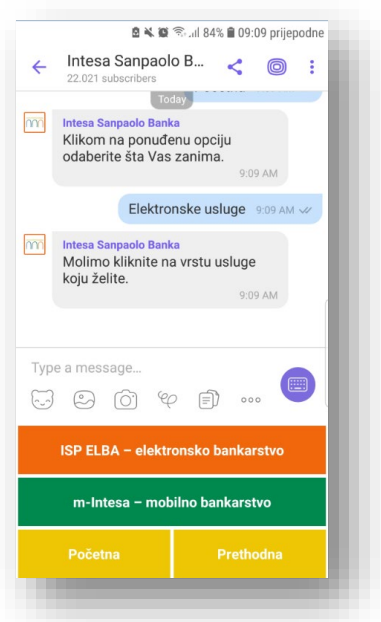 84% 09:09 prijepodne
Intesa Sanpaolo B...
22.021 subscribers
Today
Intesa Sanpaolo Banka
Klikom na ponuđenu opciju
odaberite šta Vas zanima.
9:09 AM
Elektronske usluge 9:09 AM
Intesa Sanpaolo Banka
Molimo kliknite na vrstu usluge
koju želite.
9:09 AM
Type a message...
ISP ELBA – elektronsko bankarstvo
m-Intesa – mobilno bankarstvo
Početna Prethodna